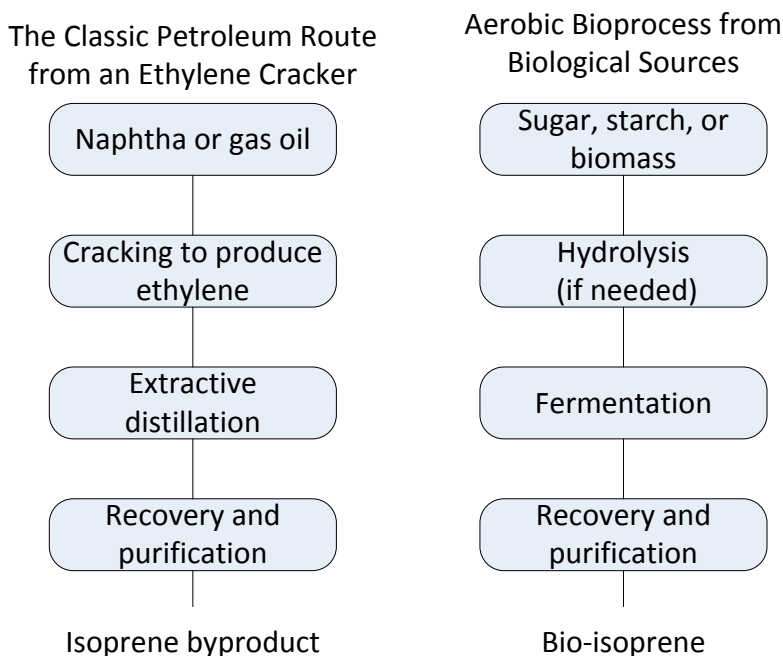 The Classic Petroleum Route
from an Ethylene Cracker
Naphtha or gas oil
Cracking to produce
ethylene
Extractive
distillation
Recovery and
purification
Isoprene byproduct
Aerobic Bioprocess from
Biological Sources
Sugar, starch, or
biomass
Hydrolysis
(if needed)
Fermentation
Recovery and
purification
Bio-isoprene